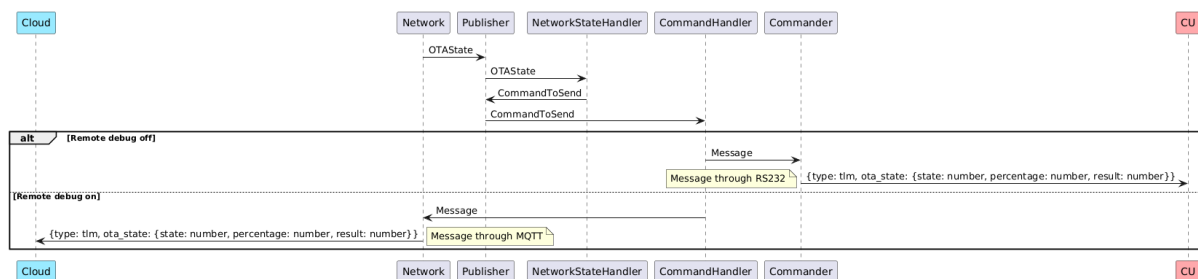 Cloud Network Publisher NetworkStateHandler CommandHandler Commander CU
OTAState
OTAState
CommandToSend
CommandToSend
alt [Remote debug off]
Message
Message through RS232 {type: tlm, ota_state: {state: number, percentage: number, result: number}}
[Remote debug on]
Message
{type: tlm, ota_state: {state: number, percentage: number, result: number}} Message through MQTT
Cloud Network Publisher NetworkStateHandler CommandHandler Commander CU